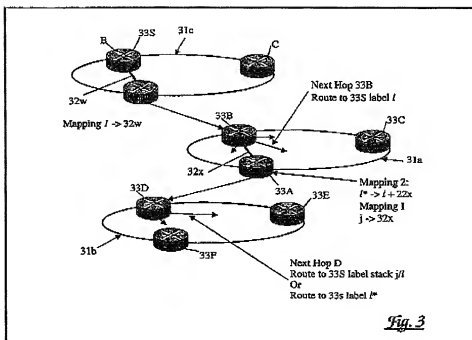 33S
B
31c
C
32w
Next Hop 33B
Route to 33S label l
Mapping l -> 32w
33B
33C
32x
31a
33A
33D
33E
Mapping 2:
l* -> l + 22x
Mapping 1
j -> 32x
33F
31b
Next Hop D
Route to 33S label stack j/l
Or
Route to 33s label l*
Fig. 3